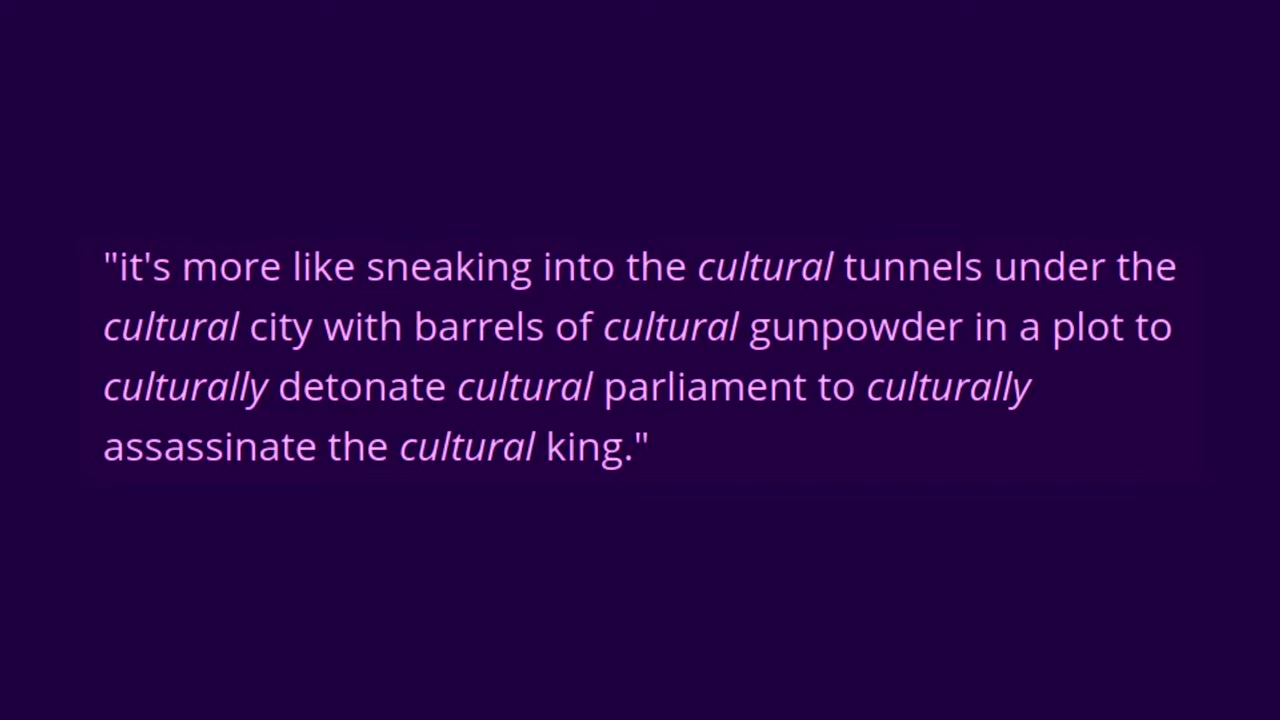 "it's more like sneaking into the cultural tunnels under the
cultural city with barrels of cultural gunpowder in a plot to
culturally detonate cultural parliament to culturally
assassinate the cultural king."